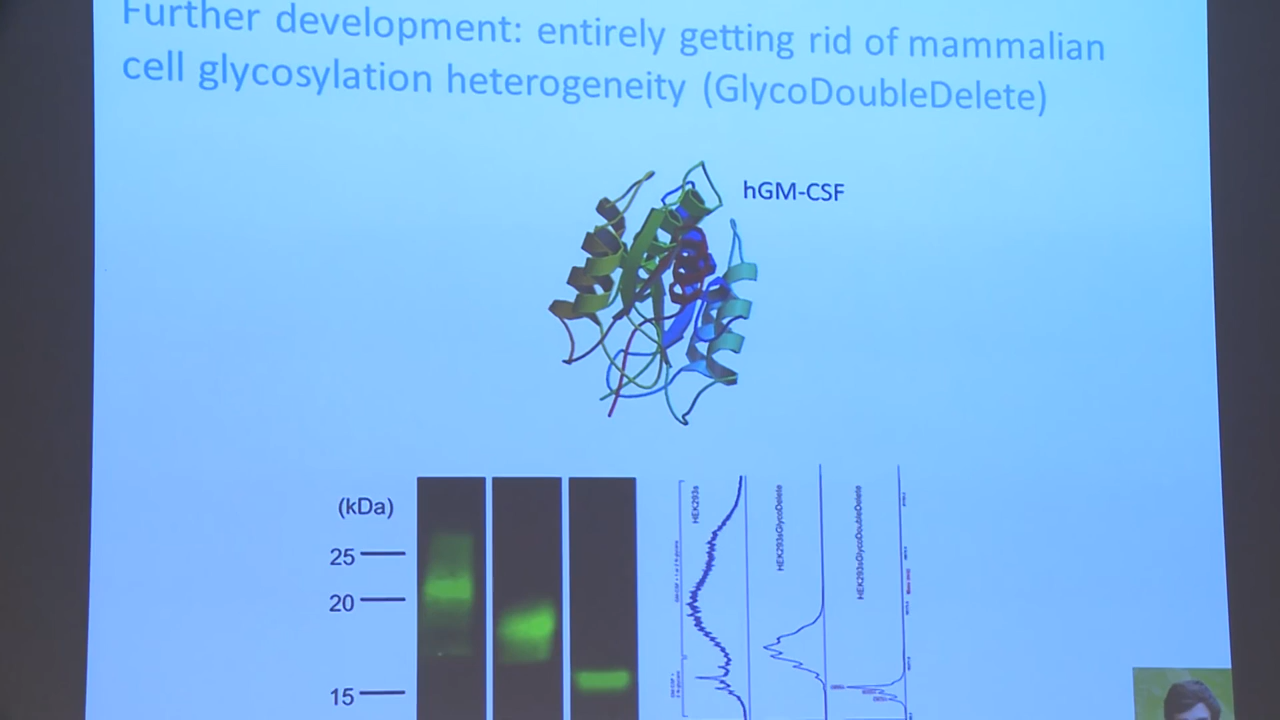 Further development: entirely getting rid of mammalian
cell glycosylation heterogeneity (GlycoDoubleDelete)
hGM-CSF
(kDa)
25
20
15
HEK293s
HEK293sGlycoDelete
HEK293sGlycoDoubleDelete